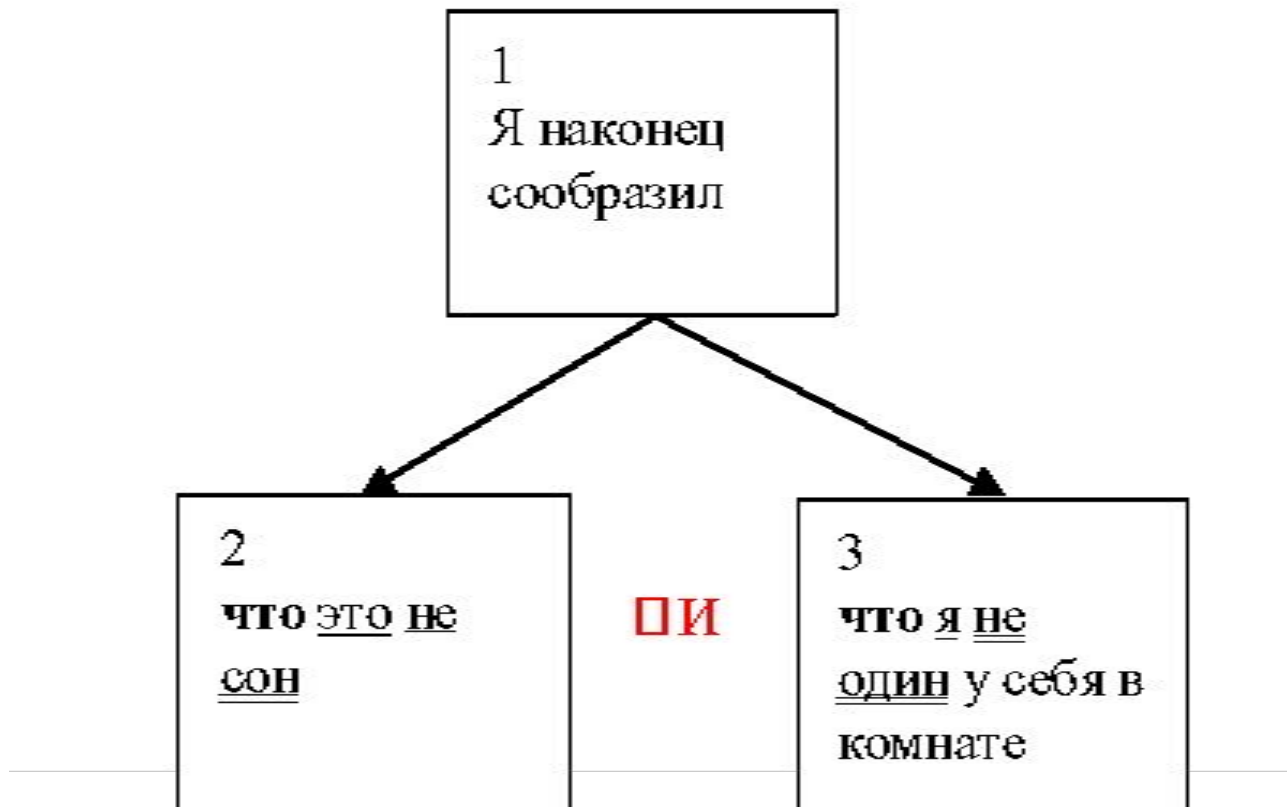 1
Я наконец
сообразил
2
что это не
сон
И
3
что я не
один у себя в
комнате